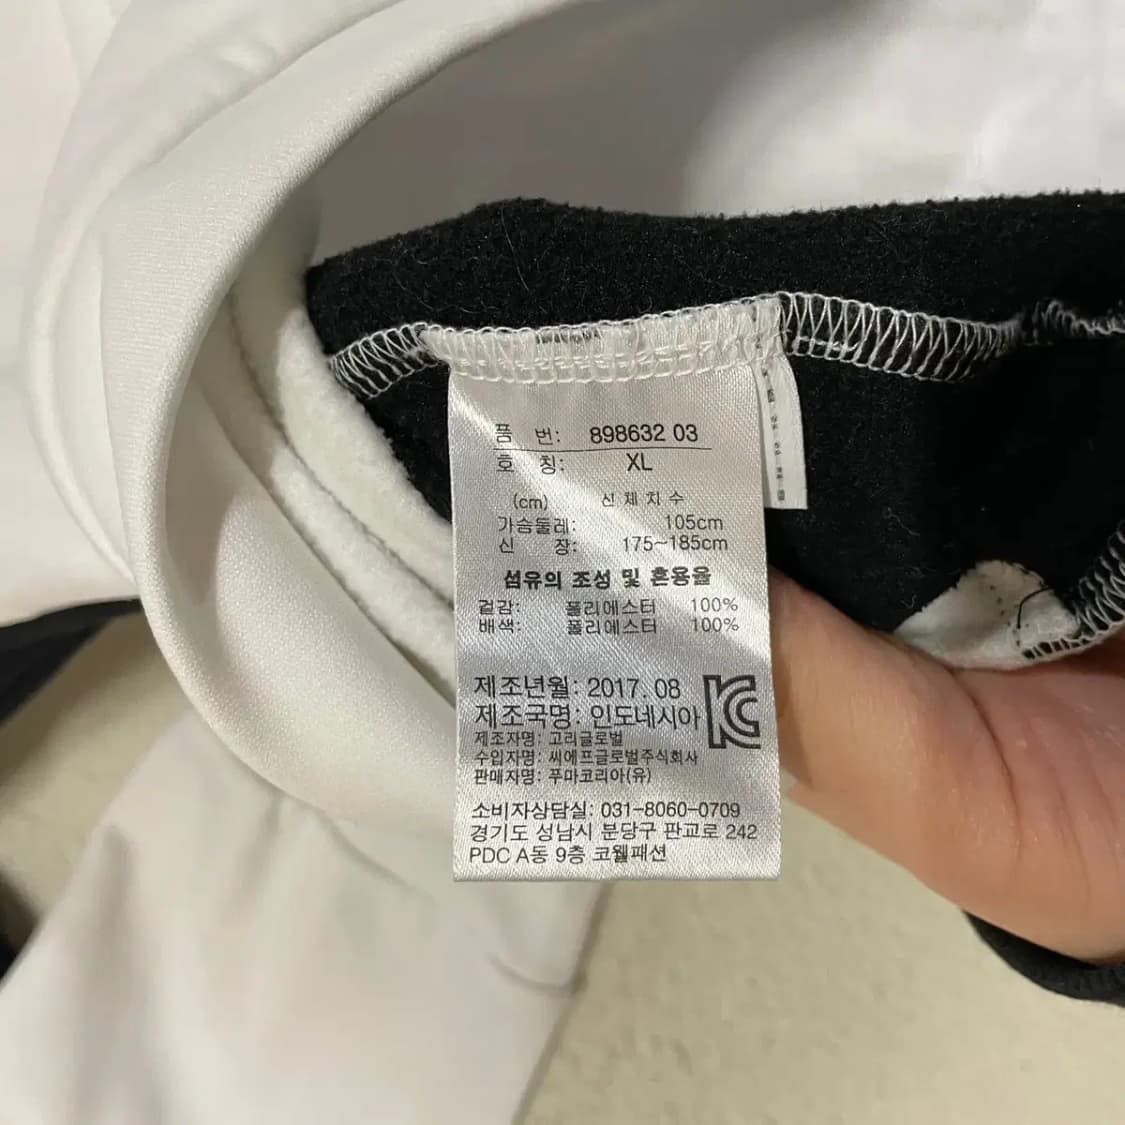 품 번: 898632 03
호 칭: XL
(cm) 신체치수
가슴둘레: 105cm
신 장: 175~185cm
섬유의 조성 및 혼용율
겉감: 폴리에스터 100%
배색: 폴리에스터 100%
제조년월: 2017. 08
제조국명: 인도네시아
제조자명: 고리글로벌
수입자명: 씨에프글로벌주식회사
판매자명: 푸마코리아(유)
소비자상담실: 031-8060-0709
경기도 성남시 분당구 판교로 242
PDC A동 9층 코웰패션